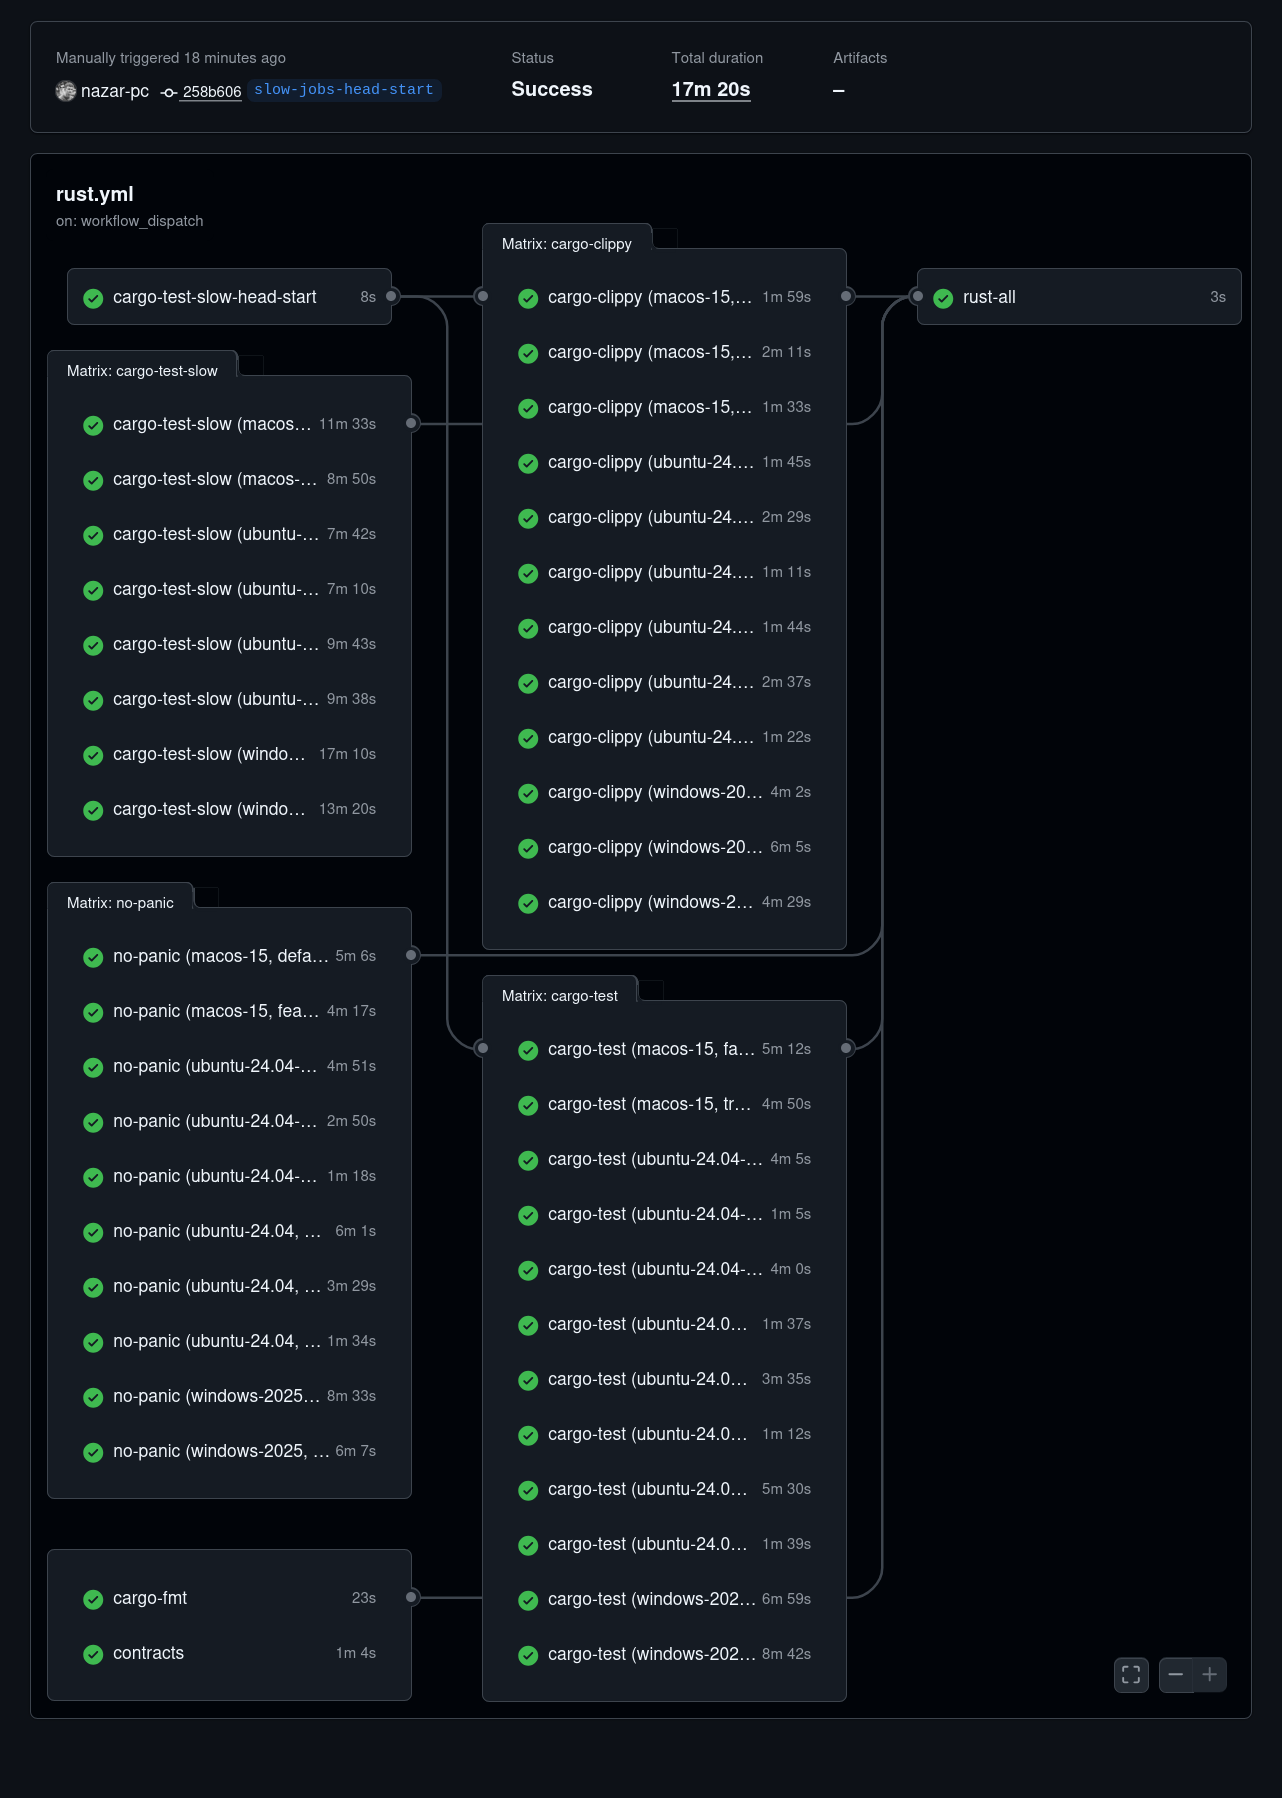 Manually triggered 18 minutes ago
nazar-pc 258b606 slow-jobs-head-start
Status
Success
Total duration
17m 20s
Artifacts
–
rust.yml
on: workflow_dispatch
cargo-test-slow-head-start 8s
Matrix: cargo-test-slow
cargo-test-slow (macos... 11m 33s
cargo-test-slow (macos-... 8m 50s
cargo-test-slow (ubuntu-... 7m 42s
cargo-test-slow (ubuntu-... 7m 10s
cargo-test-slow (ubuntu-... 9m 43s
cargo-test-slow (ubuntu-... 9m 38s
cargo-test-slow (windo... 17m 10s
cargo-test-slow (windo... 13m 20s
Matrix: no-panic
no-panic (macos-15, defa... 5m 6s
no-panic (macos-15, fea... 4m 17s
no-panic (ubuntu-24.04-... 4m 51s
no-panic (ubuntu-24.04-... 2m 50s
no-panic (ubuntu-24.04-... 1m 18s
no-panic (ubuntu-24.04, ... 6m 1s
no-panic (ubuntu-24.04, ... 3m 29s
no-panic (ubuntu-24.04, ... 1m 34s
no-panic (windows-2025... 8m 33s
no-panic (windows-2025, ... 6m 7s
cargo-fmt 23s
contracts 1m 4s
Matrix: cargo-clippy
cargo-clippy (macos-15,... 1m 59s
cargo-clippy (macos-15,... 2m 11s
cargo-clippy (macos-15,... 1m 33s
cargo-clippy (ubuntu-24.... 1m 45s
cargo-clippy (ubuntu-24.... 2m 29s
cargo-clippy (ubuntu-24.... 1m 11s
cargo-clippy (ubuntu-24.... 1m 44s
cargo-clippy (ubuntu-24.... 2m 37s
cargo-clippy (ubuntu-24.... 1m 22s
cargo-clippy (windows-20... 4m 2s
cargo-clippy (windows-20... 6m 5s
cargo-clippy (windows-2... 4m 29s
Matrix: cargo-test
cargo-test (macos-15, fa... 5m 12s
cargo-test (macos-15, tr... 4m 50s
cargo-test (ubuntu-24.04-... 4m 5s
cargo-test (ubuntu-24.04-... 1m 5s
cargo-test (ubuntu-24.04-... 4m 0s
cargo-test (ubuntu-24.0... 1m 37s
cargo-test (ubuntu-24.0... 3m 35s
cargo-test (ubuntu-24.0... 1m 12s
cargo-test (ubuntu-24.0... 5m 30s
cargo-test (ubuntu-24.0... 1m 39s
cargo-test (windows-202... 6m 59s
cargo-test (windows-202... 8m 42s
rust-all 3s